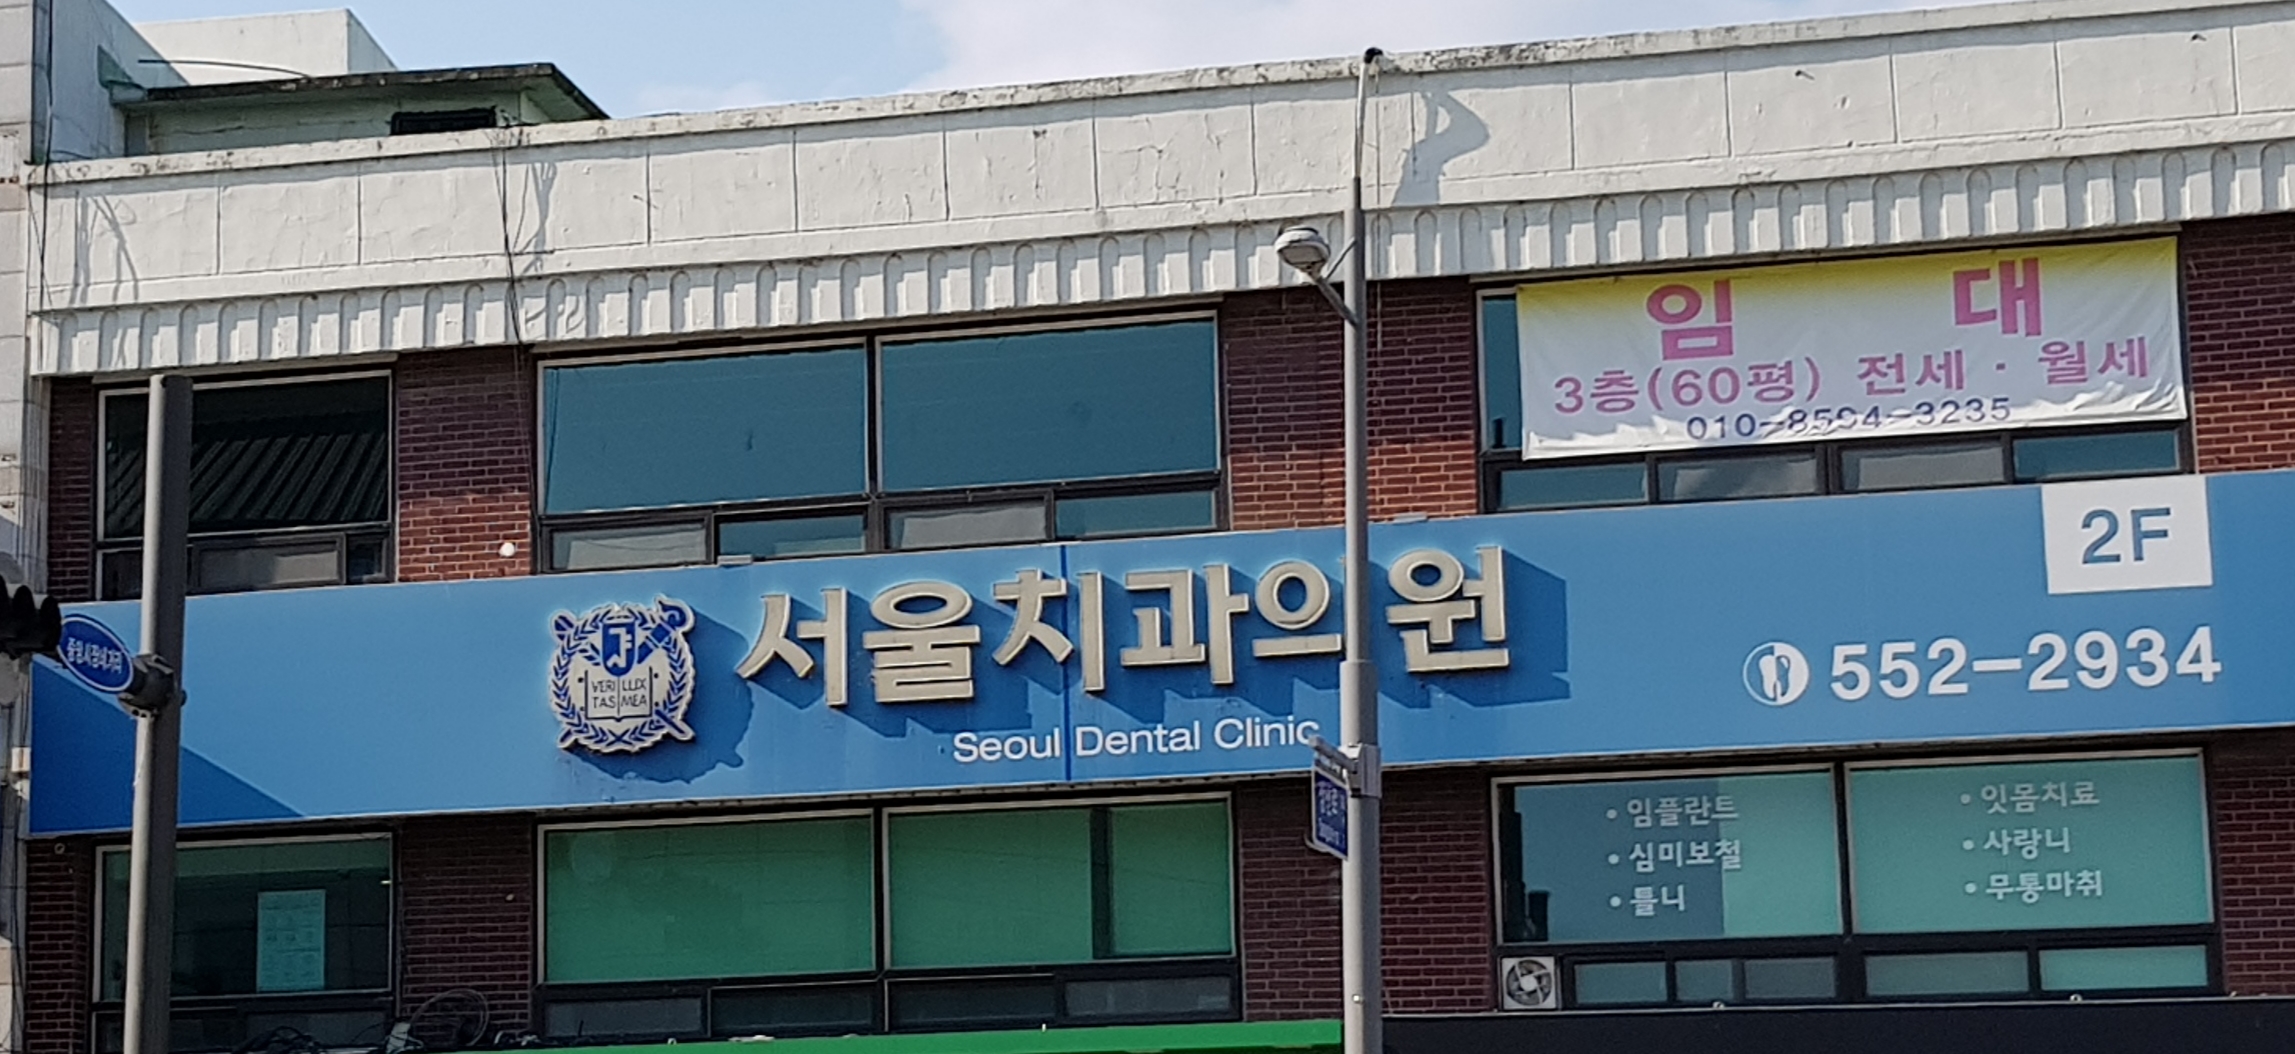 임 대
3층(60평) 전세 · 월세
010-8594-3235
2F
서울치과의원
VERI LUX
TAS MEA
552-2934
Seoul Dental Clinic
• 임플란트
• 심미보철
• 틀니
• 잇몸치료
• 사랑니
• 무통마취